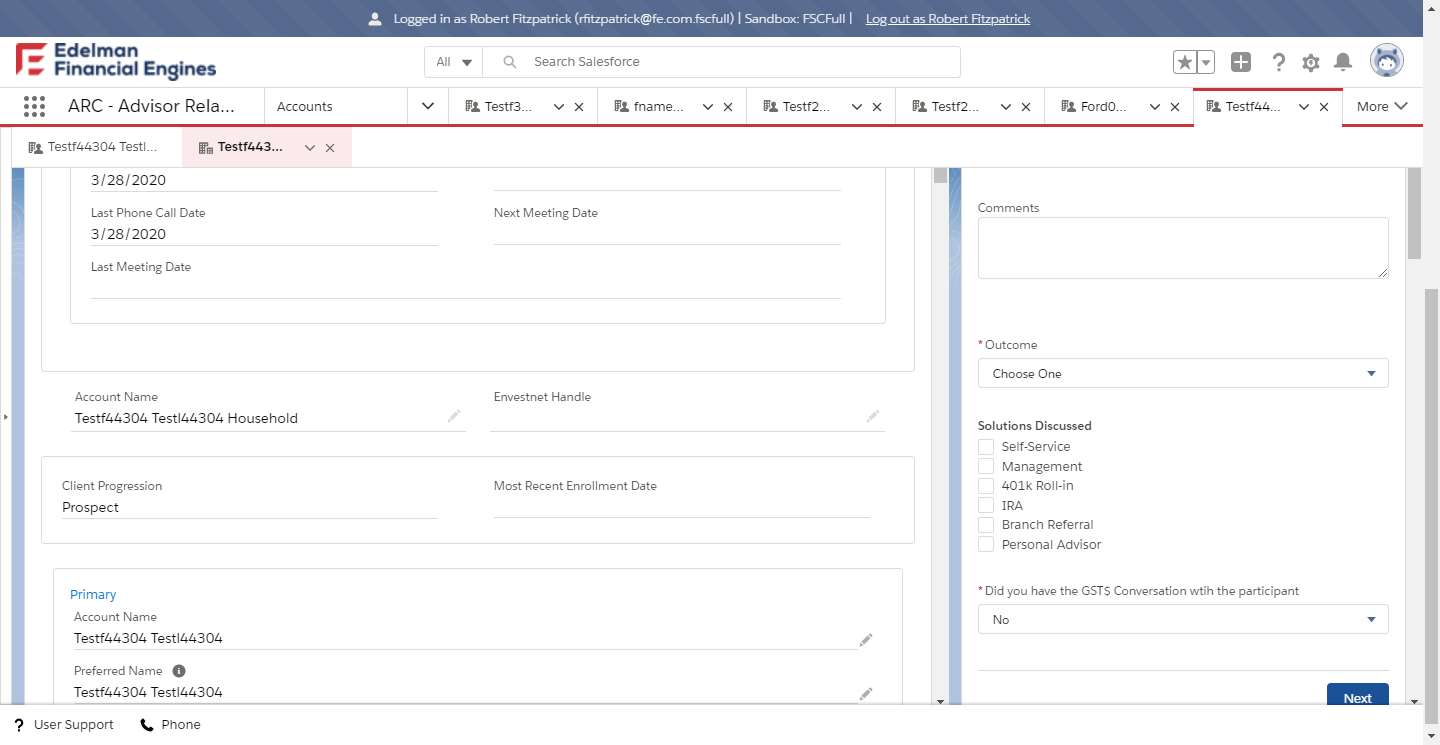 Logged in as Robert Fitzpatrick (rfitzpatrick@fe.com.fscfull) | Sandbox: FSCFull | Log out as Robert Fitzpatrick
Edelman
Financial Engines
All
Search Salesforce
ARC - Advisor Rela...
Accounts
Testf3...
fname...
Testf2...
Testf2...
Ford0...
Testf44...
More
Testf44304 Testl...
Testf443...
3/28/2020
Last Phone Call Date
Next Meeting Date
3/28/2020
Last Meeting Date
Account Name
Envestnet Handle
Testf44304 Testl44304 Household
Client Progression
Most Recent Enrollment Date
Prospect
Primary
Account Name
Testf44304 Testl44304
Preferred Name
Testf44304 Testl44304
Comments
*Outcome
Choose One
Solutions Discussed
Self-Service
Management
401k Roll-in
IRA
Branch Referral
Personal Advisor
*Did you have the GST$ Conversation wtih the participant
No
Next
? User Support
Phone